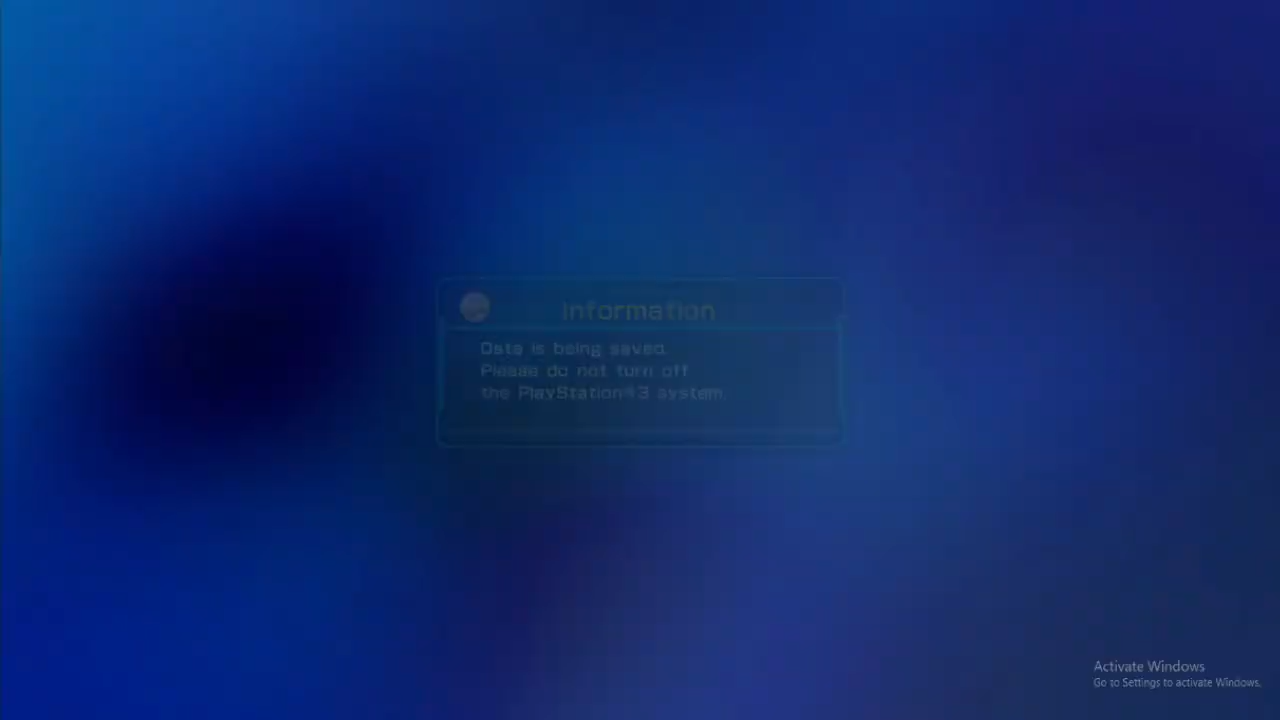 Information
Data is being saved.
Please do not turn off
the PlayStation®3 system.
Activate Windows
Go to Settings to activate Windows.